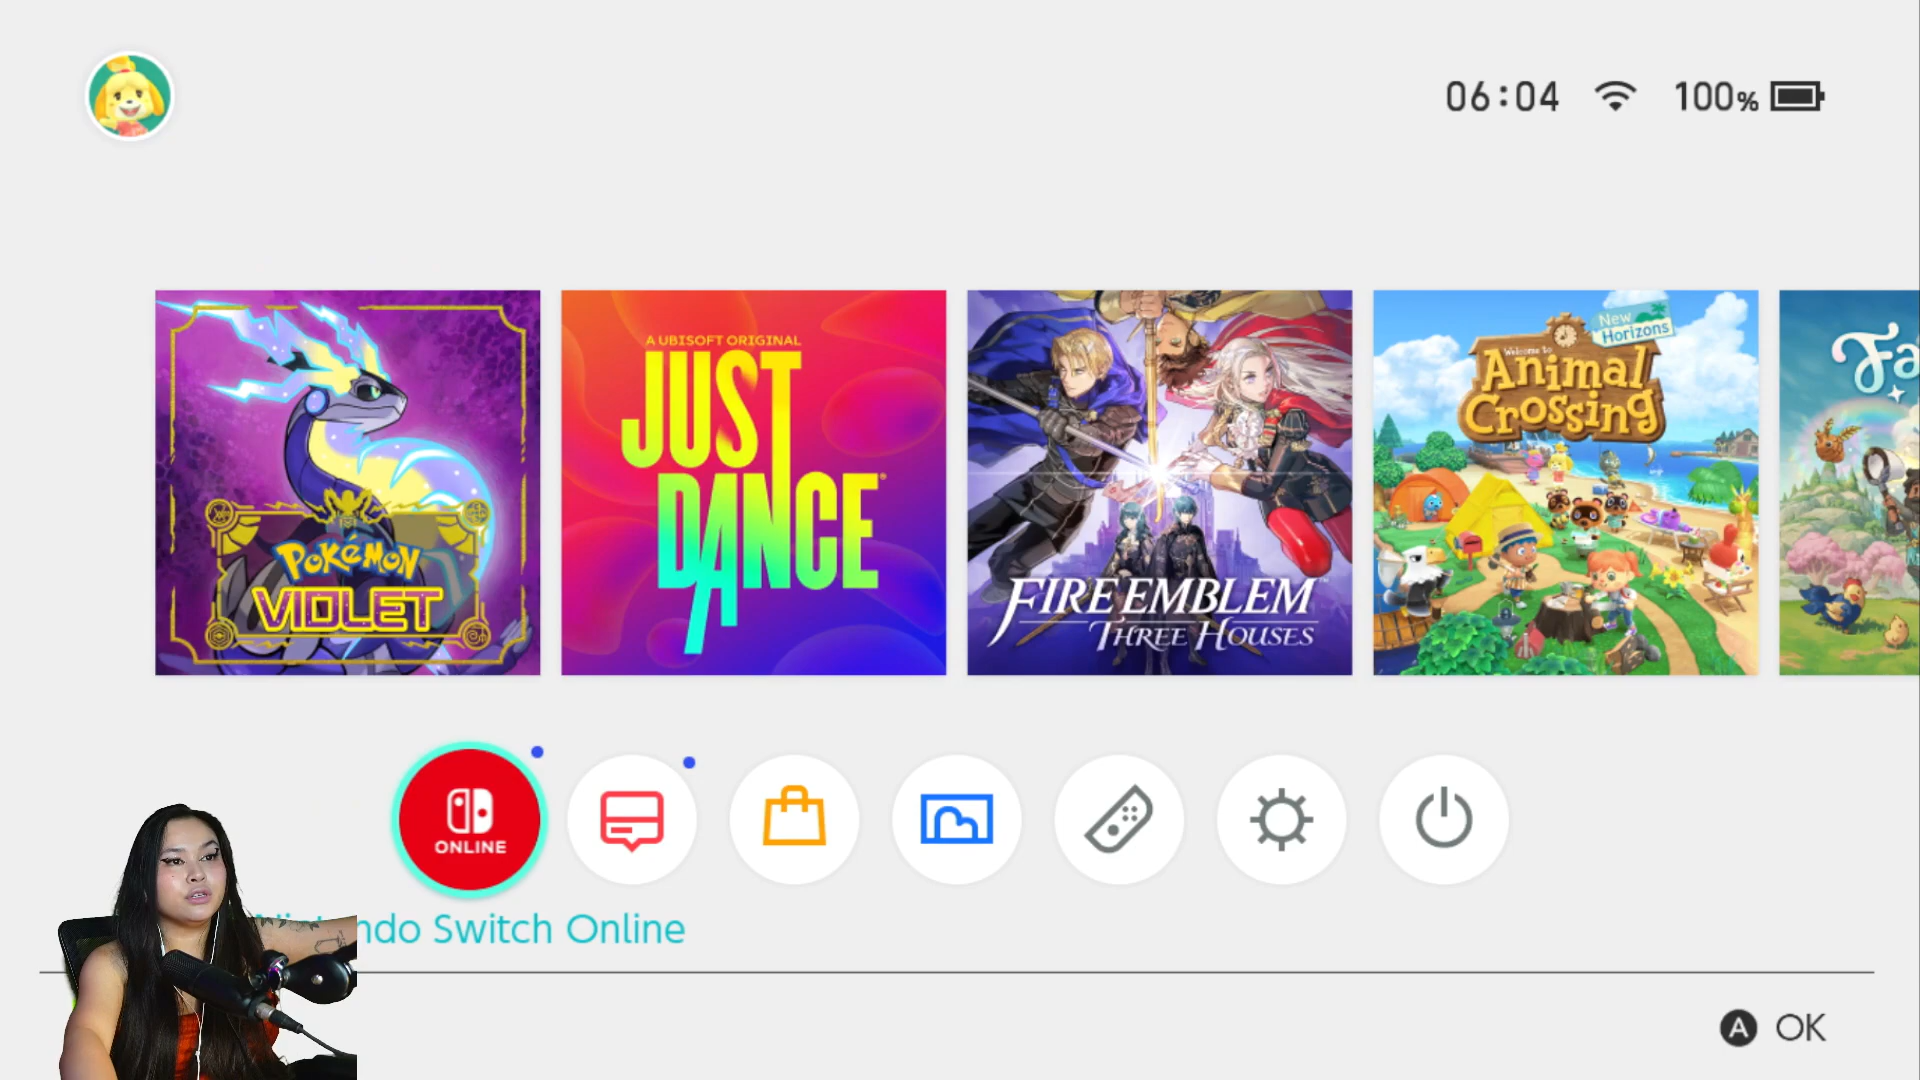 06:04 100%
A UBISOFT ORIGINAL
JUST
DANCE
POKÉMON
VIOLET
FIRE EMBLEM
THREE HOUSES
New
Horizons
Welcome to
Animal
Crossing
Fa
ONLINE
ndo Switch Online
A OK